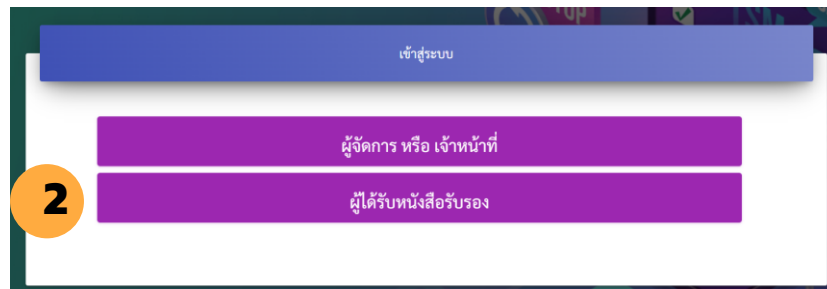 เข้าสู่ระบบ
ผู้จัดการ หรือ เจ้าหน้าที่
2
ผู้ได้รับหนังสือรับรอง